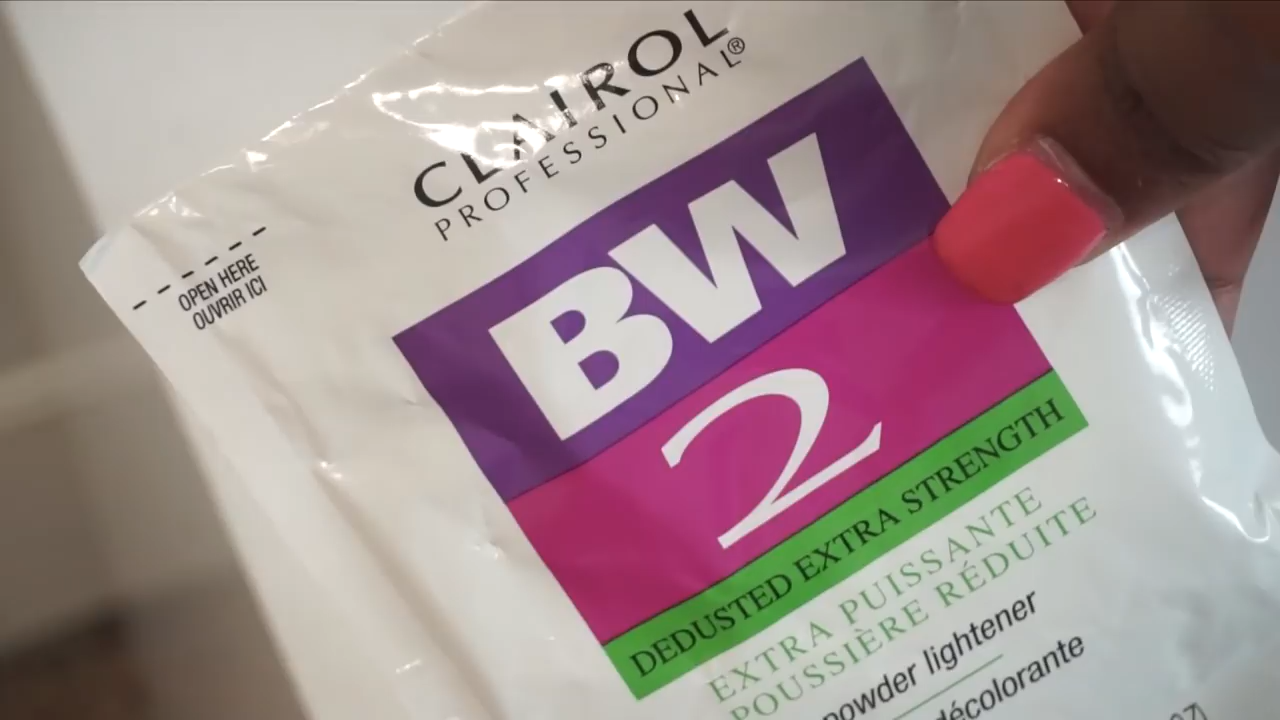 CLAIROL
PROFESSIONAL®
OPEN HERE
OUVRIR ICI
BW
2
DEDUSTED EXTRA STRENGTH
EXTRA PUISSANTE
POUSSIÈRE RÉDUITE
powder lightener
décolorante